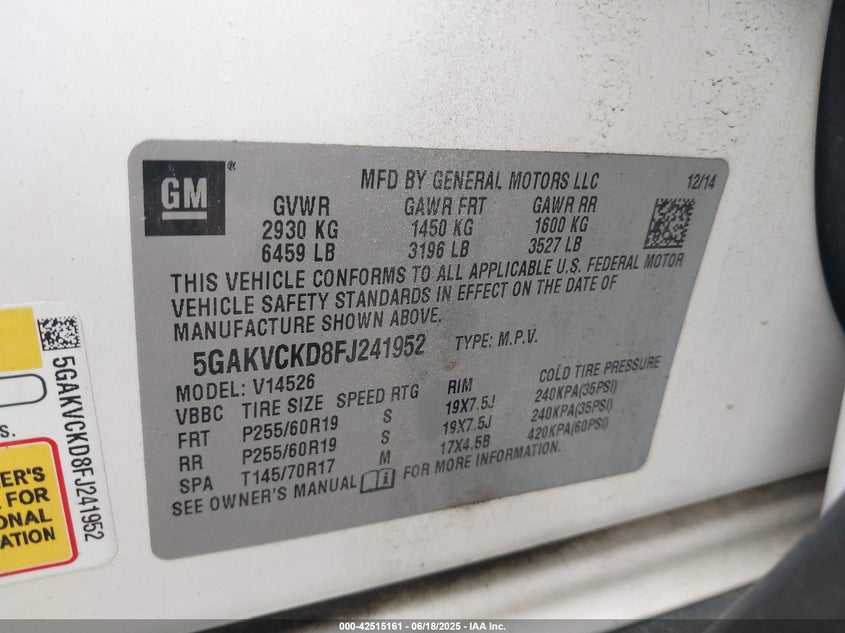 GM®
MFD BY GENERAL MOTORS LLC 12/14
GVWR GAWR FRT GAWR RR
2930 KG 1450 KG 1600 KG
6459 LB 3196 LB 3527 LB
THIS VEHICLE CONFORMS TO ALL APPLICABLE U.S. FEDERAL MOTOR
VEHICLE SAFETY STANDARDS IN EFFECT ON THE DATE OF
MANUFACTURE SHOWN ABOVE.
5GAKVCKD8FJ241952 TYPE: M.P.V.
MODEL: V14526
VBBC TIRE SIZE SPEED RTG RIM COLD TIRE PRESSURE
FRT P255/60R19 S 19X7.5J 240KPA(35PSI)
RR P255/60R19 S 19X7.5J 240KPA(35PSI)
SPA T145/70R17 M 17X4.5B 420KPA(60PSI)
SEE OWNER'S MANUAL FOR MORE INFORMATION.
5GAKVCKD8FJ241952
s.
ER'S
FOR
ONAL
ATION
000-42515161 - 06/18/2025 - IAA Inc.